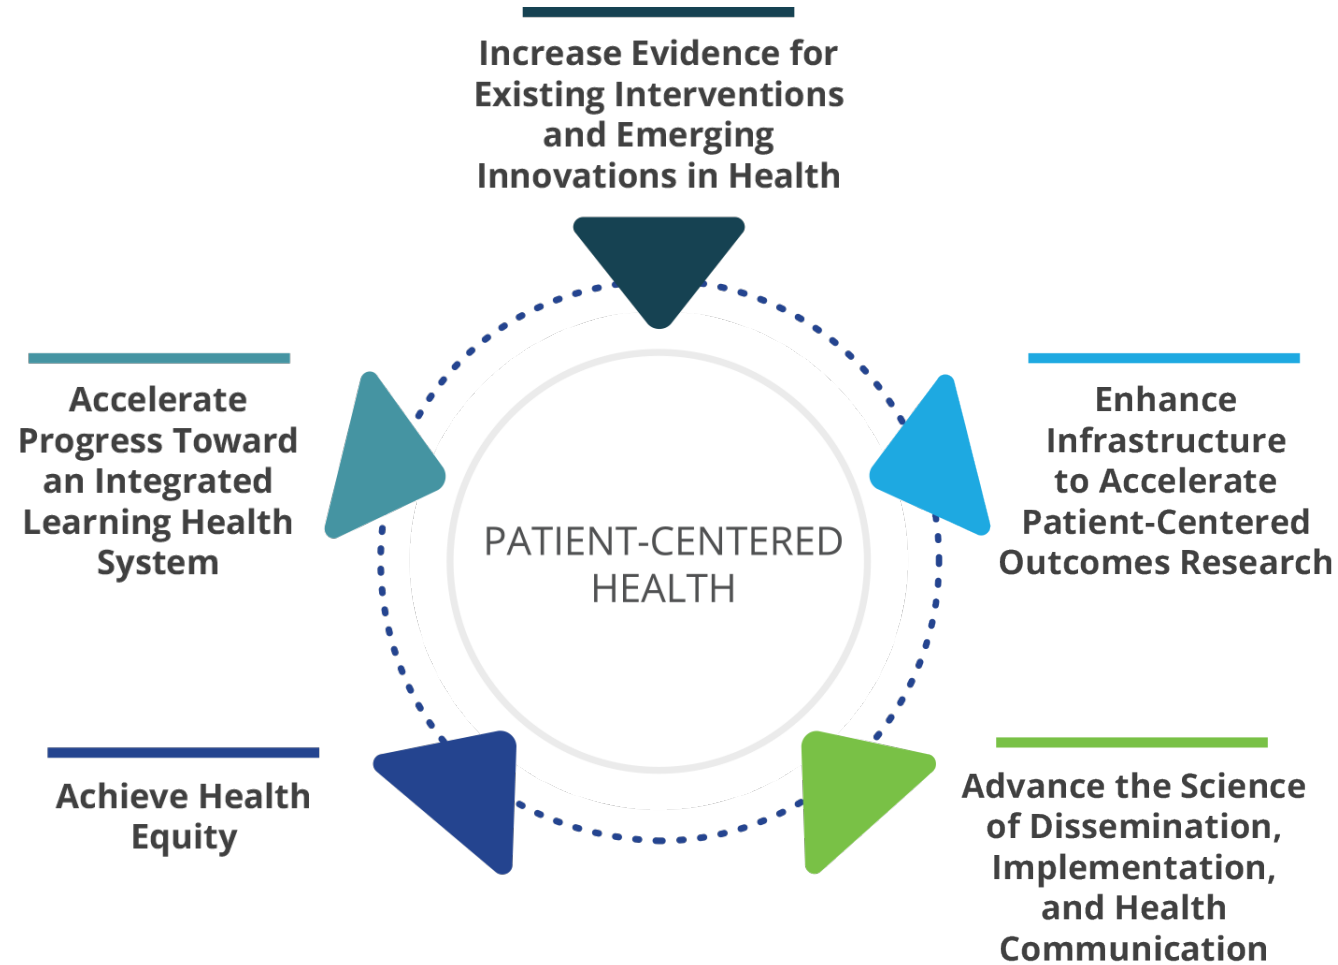 Increase Evidence for
Existing Interventions
and Emerging
Innovations in Health
Enhance
Infrastructure
to Accelerate
Patient-Centered
Outcomes Research
Advance the Science
of Dissemination,
Implementation,
and Health
Communication
Achieve Health
Equity
Accelerate
Progress Toward
an Integrated
Learning Health
System
PATIENT-CENTERED
HEALTH